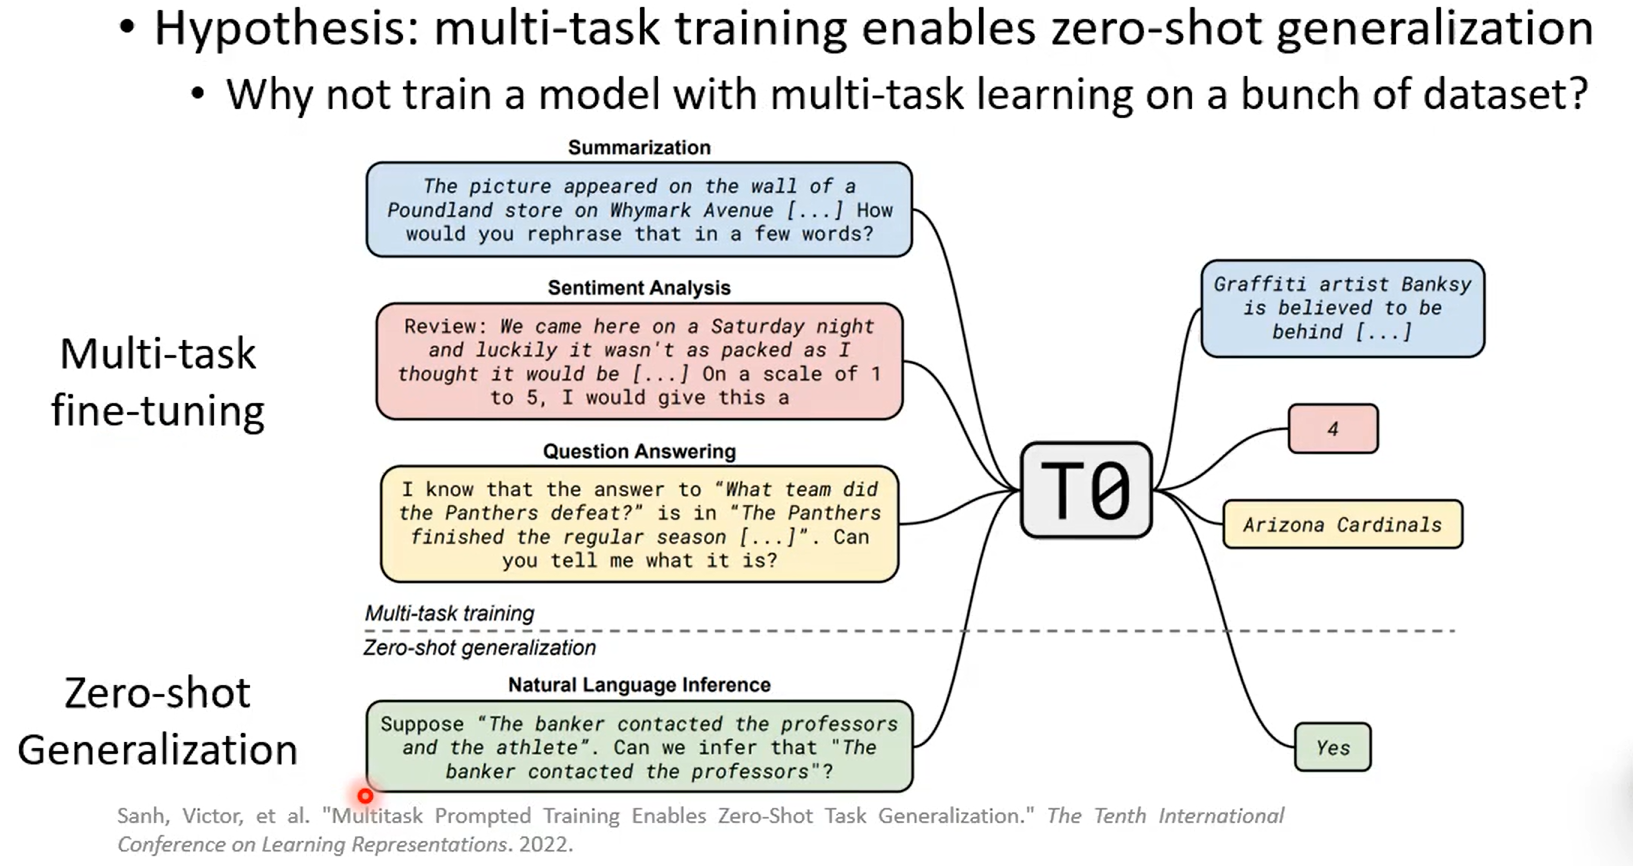 • Hypothesis: multi-task training enables zero-shot generalization
• Why not train a model with multi-task learning on a bunch of dataset?
Summarization
The picture appeared on the wall of a
Poundland store on Whymark Avenue [...] How
would you rephrase that in a few words?
Sentiment Analysis
Review: We came here on a Saturday night
and luckily it wasn't as packed as I
thought it would be [...] On a scale of 1
to 5, I would give this a
Question Answering
I know that the answer to “What team did
the Panthers defeat?” is in “The Panthers
finished the regular season [...]”. Can
you tell me what it is?
Multi-task
fine-tuning
T0
Graffiti artist Banksy
is believed to be
behind [...]
4
Arizona Cardinals
Multi-task training
Zero-shot generalization
Zero-shot
Generalization
Natural Language Inference
Suppose “The banker contacted the professors
and the athlete”. Can we infer that "The
banker contacted the professors"?
Yes
Sanh, Victor, et al. "Multitask Prompted Training Enables Zero-Shot Task Generalization." The Tenth International
Conference on Learning Representations. 2022.